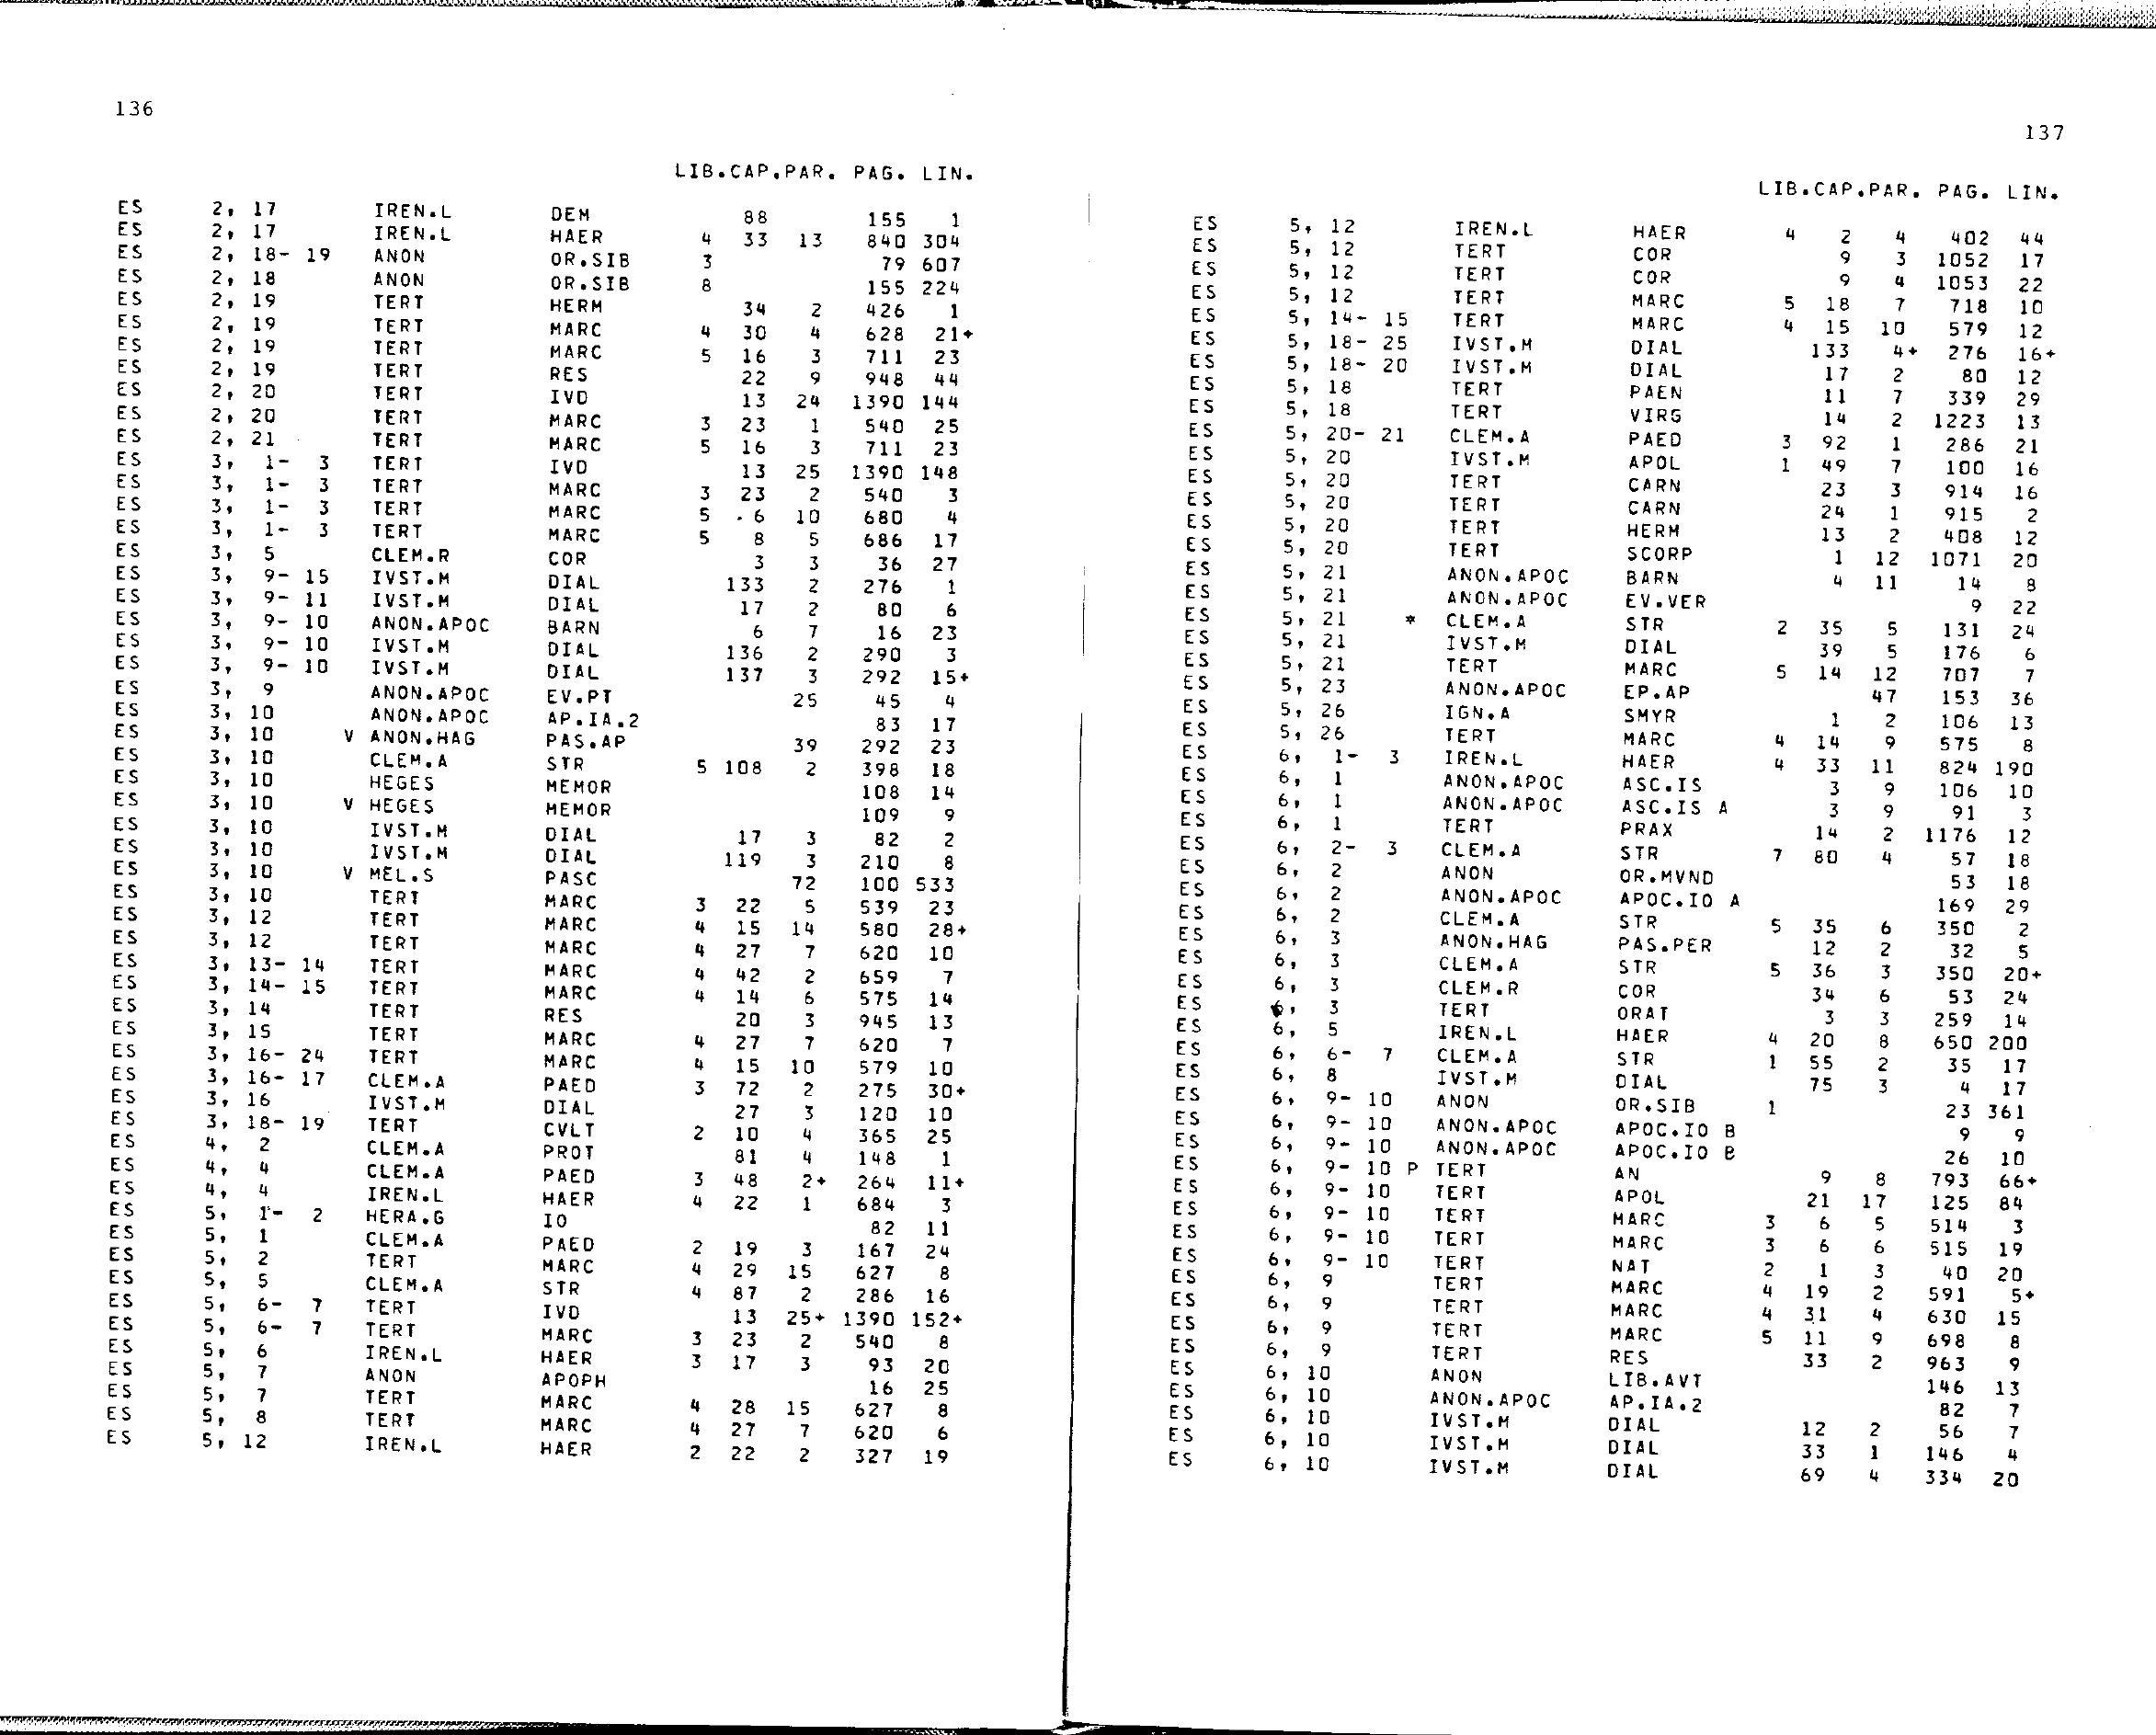 136
LIB.CAP.PAR. PAG. LIN.
ES 2, 17 IREN.L DEM 88 155 1
ES 2, 17 IREN.L HAER 4 33 13 840 304
ES 2, 18- 19 ANON OR.SIB 3 79 607
ES 2, 18 ANON OR.SIB 8 155 224
ES 2, 19 TERT HERM 34 2 426 1
ES 2, 19 TERT MARC 4 30 4 628 21+
ES 2, 19 TERT MARC 5 16 3 711 23
ES 2, 19 TERT RES 22 9 948 44
ES 2, 20 TERT IVD 13 24 1390 144
ES 2, 20 TERT MARC 3 23 1 540 25
ES 2, 21 TERT MARC 5 16 3 711 23
ES 3, 1- 3 TERT IVD 13 25 1390 148
ES 3, 1- 3 TERT MARC 3 23 2 540 3
ES 3, 1- 3 TERT MARC 5 6 10 680 4
ES 3, 1- 3 TERT MARC 5 8 5 686 17
ES 3, 5 CLEM.R COR 3 3 36 27
ES 3, 9- 15 IVST.M DIAL 133 2 276 1
ES 3, 9- 11 IVST.M DIAL 17 2 80 6
ES 3, 9- 10 ANON.APOC BARN 6 7 16 23
ES 3, 9- 10 IVST.M DIAL 136 2 290 3
ES 3, 9- 10 IVST.M DIAL 137 3 292 15+
ES 3, 9 ANON.APOC EV.PT 25 45 4
ES 3, 10 ANON.APOC AP.IA.2 83 17
ES 3, 10 V ANON.HAG PAS.AP 39 292 23
ES 3, 10 CLEM.A STR 5 108 2 398 18
ES 3, 10 HEGES MEMOR 108 14
ES 3, 10 V HEGES MEMOR 109 9
ES 3, 10 IVST.M DIAL 17 3 82 2
ES 3, 10 IVST.M DIAL 119 3 210 8
ES 3, 10 V MEL.S PASC 72 100 533
ES 3, 10 TERT MARC 3 22 5 539 23
ES 3, 12 TERT MARC 4 15 14 580 28+
ES 3, 12 TERT MARC 4 27 7 620 10
ES 3, 13- 14 TERT MARC 4 42 2 659 7
ES 3, 14- 15 TERT MARC 4 14 6 575 14
ES 3, 14 TERT RES 20 3 945 13
ES 3, 15 TERT MARC 4 27 7 620 7
ES 3, 16- 24 TERT MARC 4 15 10 579 10
ES 3, 16- 17 CLEM.A PAED 3 72 2 275 30+
ES 3, 16 IVST.M DIAL 27 3 120 10
ES 3, 18- 19 TERT CVLT 2 10 4 365 25
ES 4, 2 CLEM.A PROT 81 4 148 1
ES 4, 4 CLEM.A PAED 3 48 2+ 264 11+
ES 4, 4 IREN.L HAER 4 22 1 684 3
ES 5, 1- 2 HERA.G IO 82 11
ES 5, 1 CLEM.A PAED 2 19 3 167 24
ES 5, 2 TERT MARC 4 29 15 627 8
ES 5, 5 CLEM.A STR 4 87 2 286 16
ES 5, 6- 7 TERT IVD 13 25+ 1390 152+
ES 5, 6- 7 TERT MARC 3 23 2 540 8
ES 5, 6 IREN.L HAER 3 17 3 93 20
ES 5, 7 ANON APOPH 16 25
ES 5, 7 TERT MARC 4 28 15 627 8
ES 5, 8 TERT MARC 4 27 7 620 6
ES 5, 12 IREN.L HAER 2 22 2 327 19
137
LIB.CAP.PAR. PAG. LIN.
ES 5, 12 IREN.L HAER 4 2 4 402 44
ES 5, 12 TERT COR 9 3 1052 17
ES 5, 12 TERT COR 9 4 1053 22
ES 5, 12 TERT MARC 5 18 7 718 10
ES 5, 14- 15 TERT MARC 4 15 10 579 12
ES 5, 18- 25 IVST.M DIAL 133 4+ 276 16+
ES 5, 18- 20 IVST.M DIAL 17 2 80 12
ES 5, 18 TERT PAEN 11 7 339 29
ES 5, 18 TERT VIRG 14 2 1223 13
ES 5, 20- 21 CLEM.A PAED 3 92 1 286 21
ES 5, 20 IVST.M APOL 1 49 7 100 16
ES 5, 20 TERT CARN 23 3 914 16
ES 5, 20 TERT CARN 24 1 915 2
ES 5, 20 TERT HERM 13 2 408 12
ES 5, 20 TERT SCORP 1 12 1071 20
ES 5, 21 ANON.APOC BARN 4 11 14 8
ES 5, 21 ANON.APOC EV.VER 9 22
ES 5, 21 * CLEM.A STR 2 35 5 131 24
ES 5, 21 IVST.M DIAL 39 5 176 6
ES 5, 21 TERT MARC 5 14 12 707 7
ES 5, 23 ANON.APOC EP.AP 47 153 36
ES 5, 26 IGN.A SMYR 1 2 106 13
ES 5, 26 TERT MARC 4 14 9 575 8
ES 6, 1- 3 IREN.L HAER 4 33 11 824 190
ES 6, 1 ANON.APOC ASC.IS 3 9 106 10
ES 6, 1 ANON.APOC ASC.IS A 3 9 91 3
ES 6, 1 TERT PRAX 14 2 1176 12
ES 6, 2- 3 CLEM.A STR 7 80 4 57 18
ES 6, 2 ANON OR.MVND 53 18
ES 6, 2 ANON.APOC APOC.IO A 169 29
ES 6, 2 CLEM.A STR 5 35 6 350 2
ES 6, 3 ANON.HAG PAS.PER 12 2 32 5
ES 6, 3 CLEM.A STR 5 36 3 350 20+
ES 6, 3 CLEM.R COR 34 6 53 24
ES 6, 3 TERT ORAT 3 3 259 14
ES 6, 5 IREN.L HAER 4 20 8 650 200
ES 6, 6- 7 CLEM.A STR 1 55 2 35 17
ES 6, 8 IVST.M DIAL 75 3 4 17
ES 6, 9- 10 ANON OR.SIB 1 23 361
ES 6, 9- 10 ANON.APOC APOC.IO B 9 9
ES 6, 9- 10 ANON.APOC APOC.IO B 26 10
ES 6, 9- 10 P TERT AN 9 8 793 66+
ES 6, 9- 10 TERT APOL 21 17 125 84
ES 6, 9- 10 TERT MARC 3 6 5 514 3
ES 6, 9- 10 TERT MARC 3 6 6 515 19
ES 6, 9- 10 TERT NAT 2 1 3 40 20
ES 6, 9 TERT MARC 4 19 2 591 5+
ES 6, 9 TERT MARC 4 31 4 630 15
ES 6, 9 TERT MARC 5 11 9 698 8
ES 6, 9 TERT RES 33 2 963 9
ES 6, 10 ANON LIB.AVT 146 13
ES 6, 10 ANON.APOC AP.IA.2 82 7
ES 6, 10 IVST.M DIAL 12 2 56 7
ES 6, 10 IVST.M DIAL 33 1 146 4
ES 6, 10 IVST.M DIAL 69 4 334 20